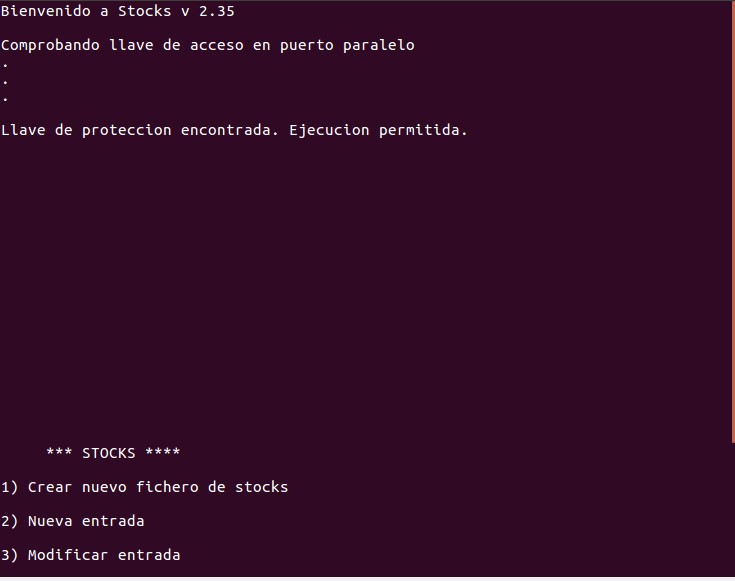 Bienvenido a Stocks v 2.35
Comprobando llave de acceso en puerto paralelo
.
.
.
Llave de proteccion encontrada. Ejecucion permitida.
*** STOCKS ****
1) Crear nuevo fichero de stocks
2) Nueva entrada
3) Modificar entrada